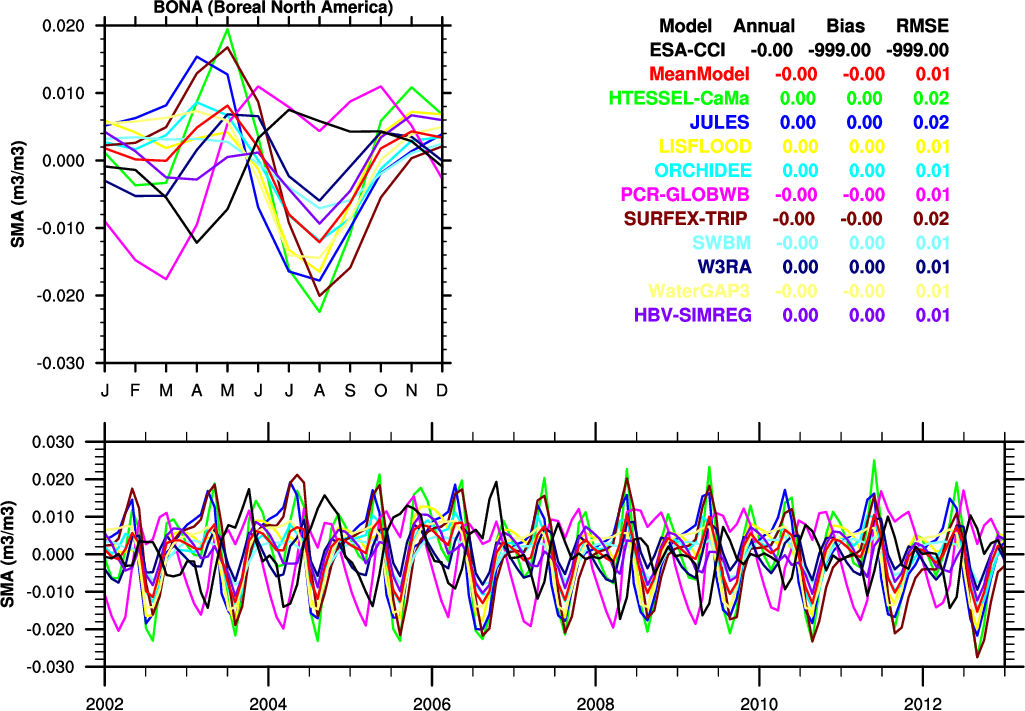 BONA (Boreal North America)
0.020
0.010
0.000
-0.010
-0.020
-0.030
SMA (m3/m3)
J F M A M J J A S O N D
Model Annual Bias RMSE
ESA-CCI -0.00 -999.00 -999.00
MeanModel -0.00 -0.00 0.01
HTESSEL-CaMa 0.00 0.00 0.02
JULES 0.00 0.00 0.02
LISFLOOD 0.00 0.00 0.01
ORCHIDEE 0.00 0.00 0.01
PCR-GLOBWB -0.00 -0.00 0.01
SURFEX-TRIP -0.00 -0.00 0.02
SWBM -0.00 0.00 0.01
W3RA 0.00 0.00 0.01
WaterGAP3 -0.00 -0.00 0.01
HBV-SIMREG 0.00 0.00 0.01
0.030
0.020
0.010
0.000
-0.010
-0.020
-0.030
SMA (m3/m3)
2002 2004 2006 2008 2010 2012